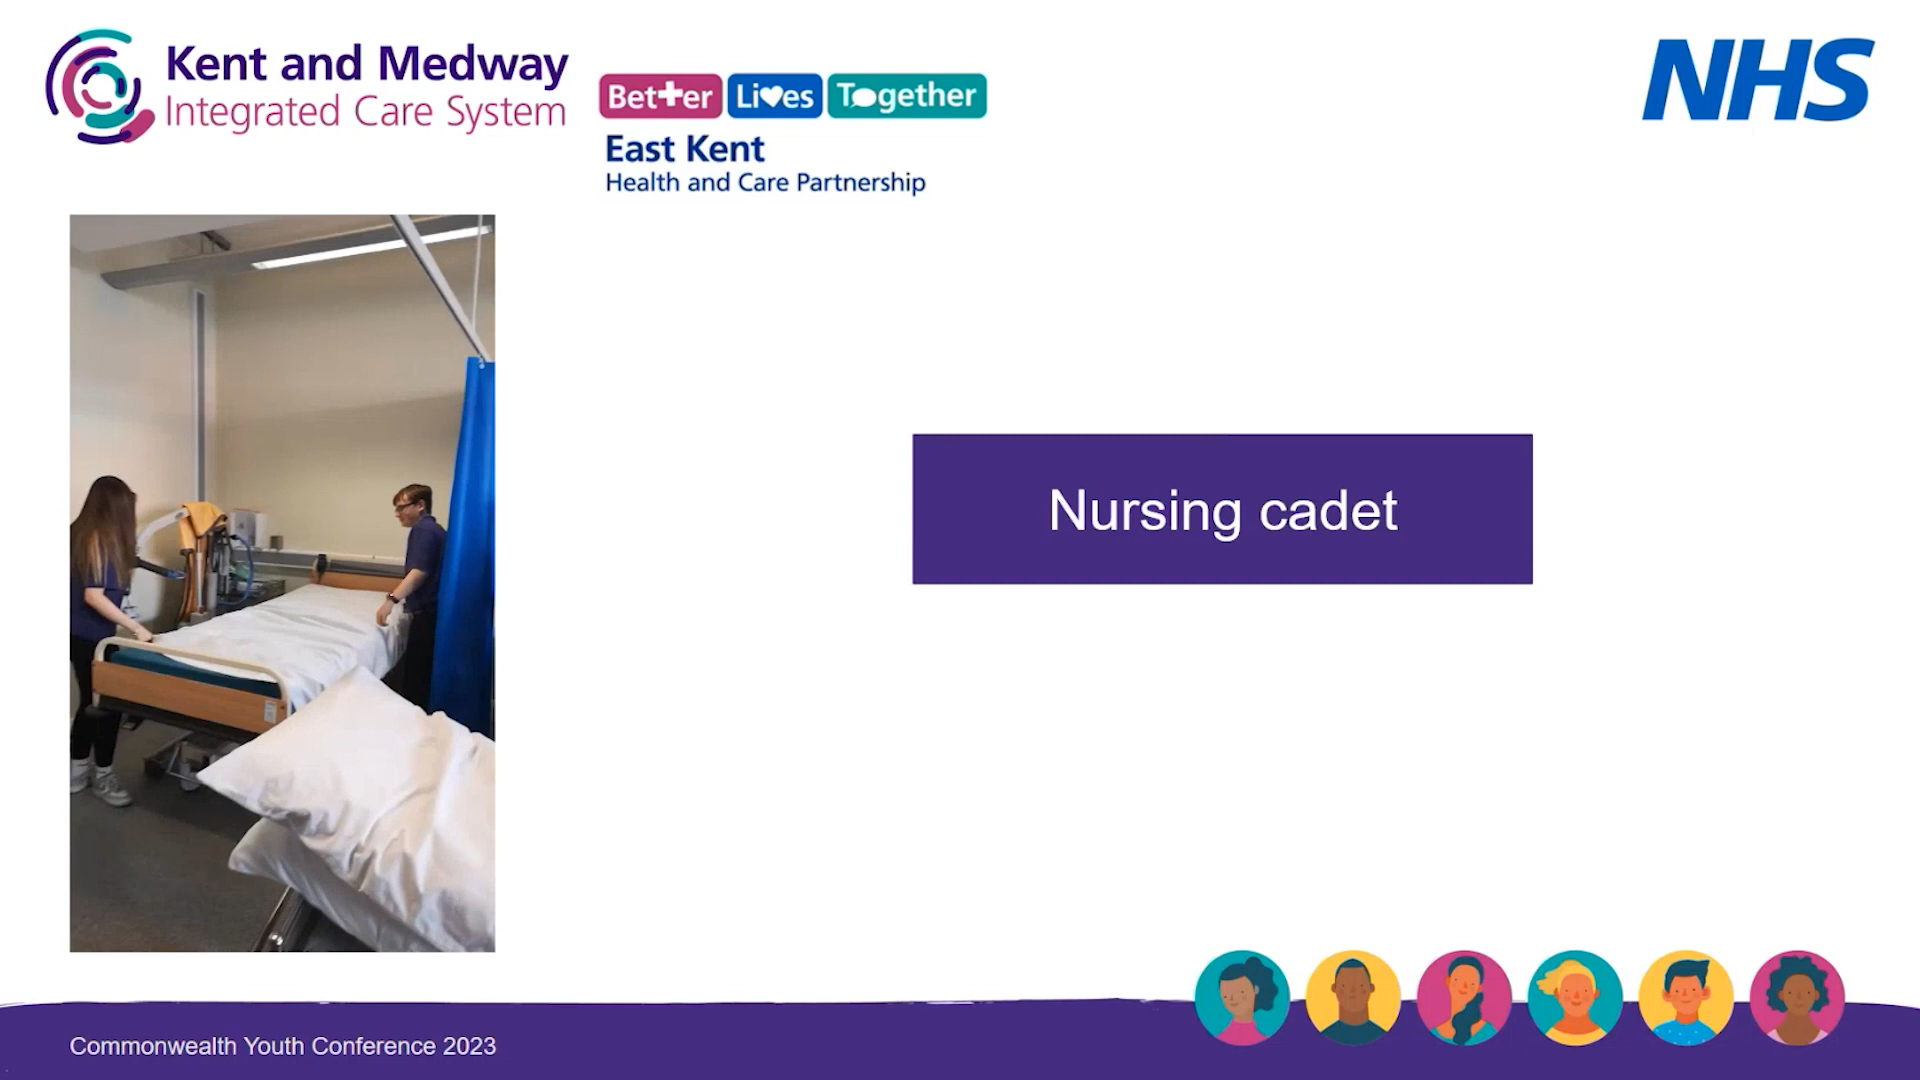 Kent and Medway
Integrated Care System
Better Lives Together
East Kent
Health and Care Partnership
NHS
Nursing cadet
Commonwealth Youth Conference 2023